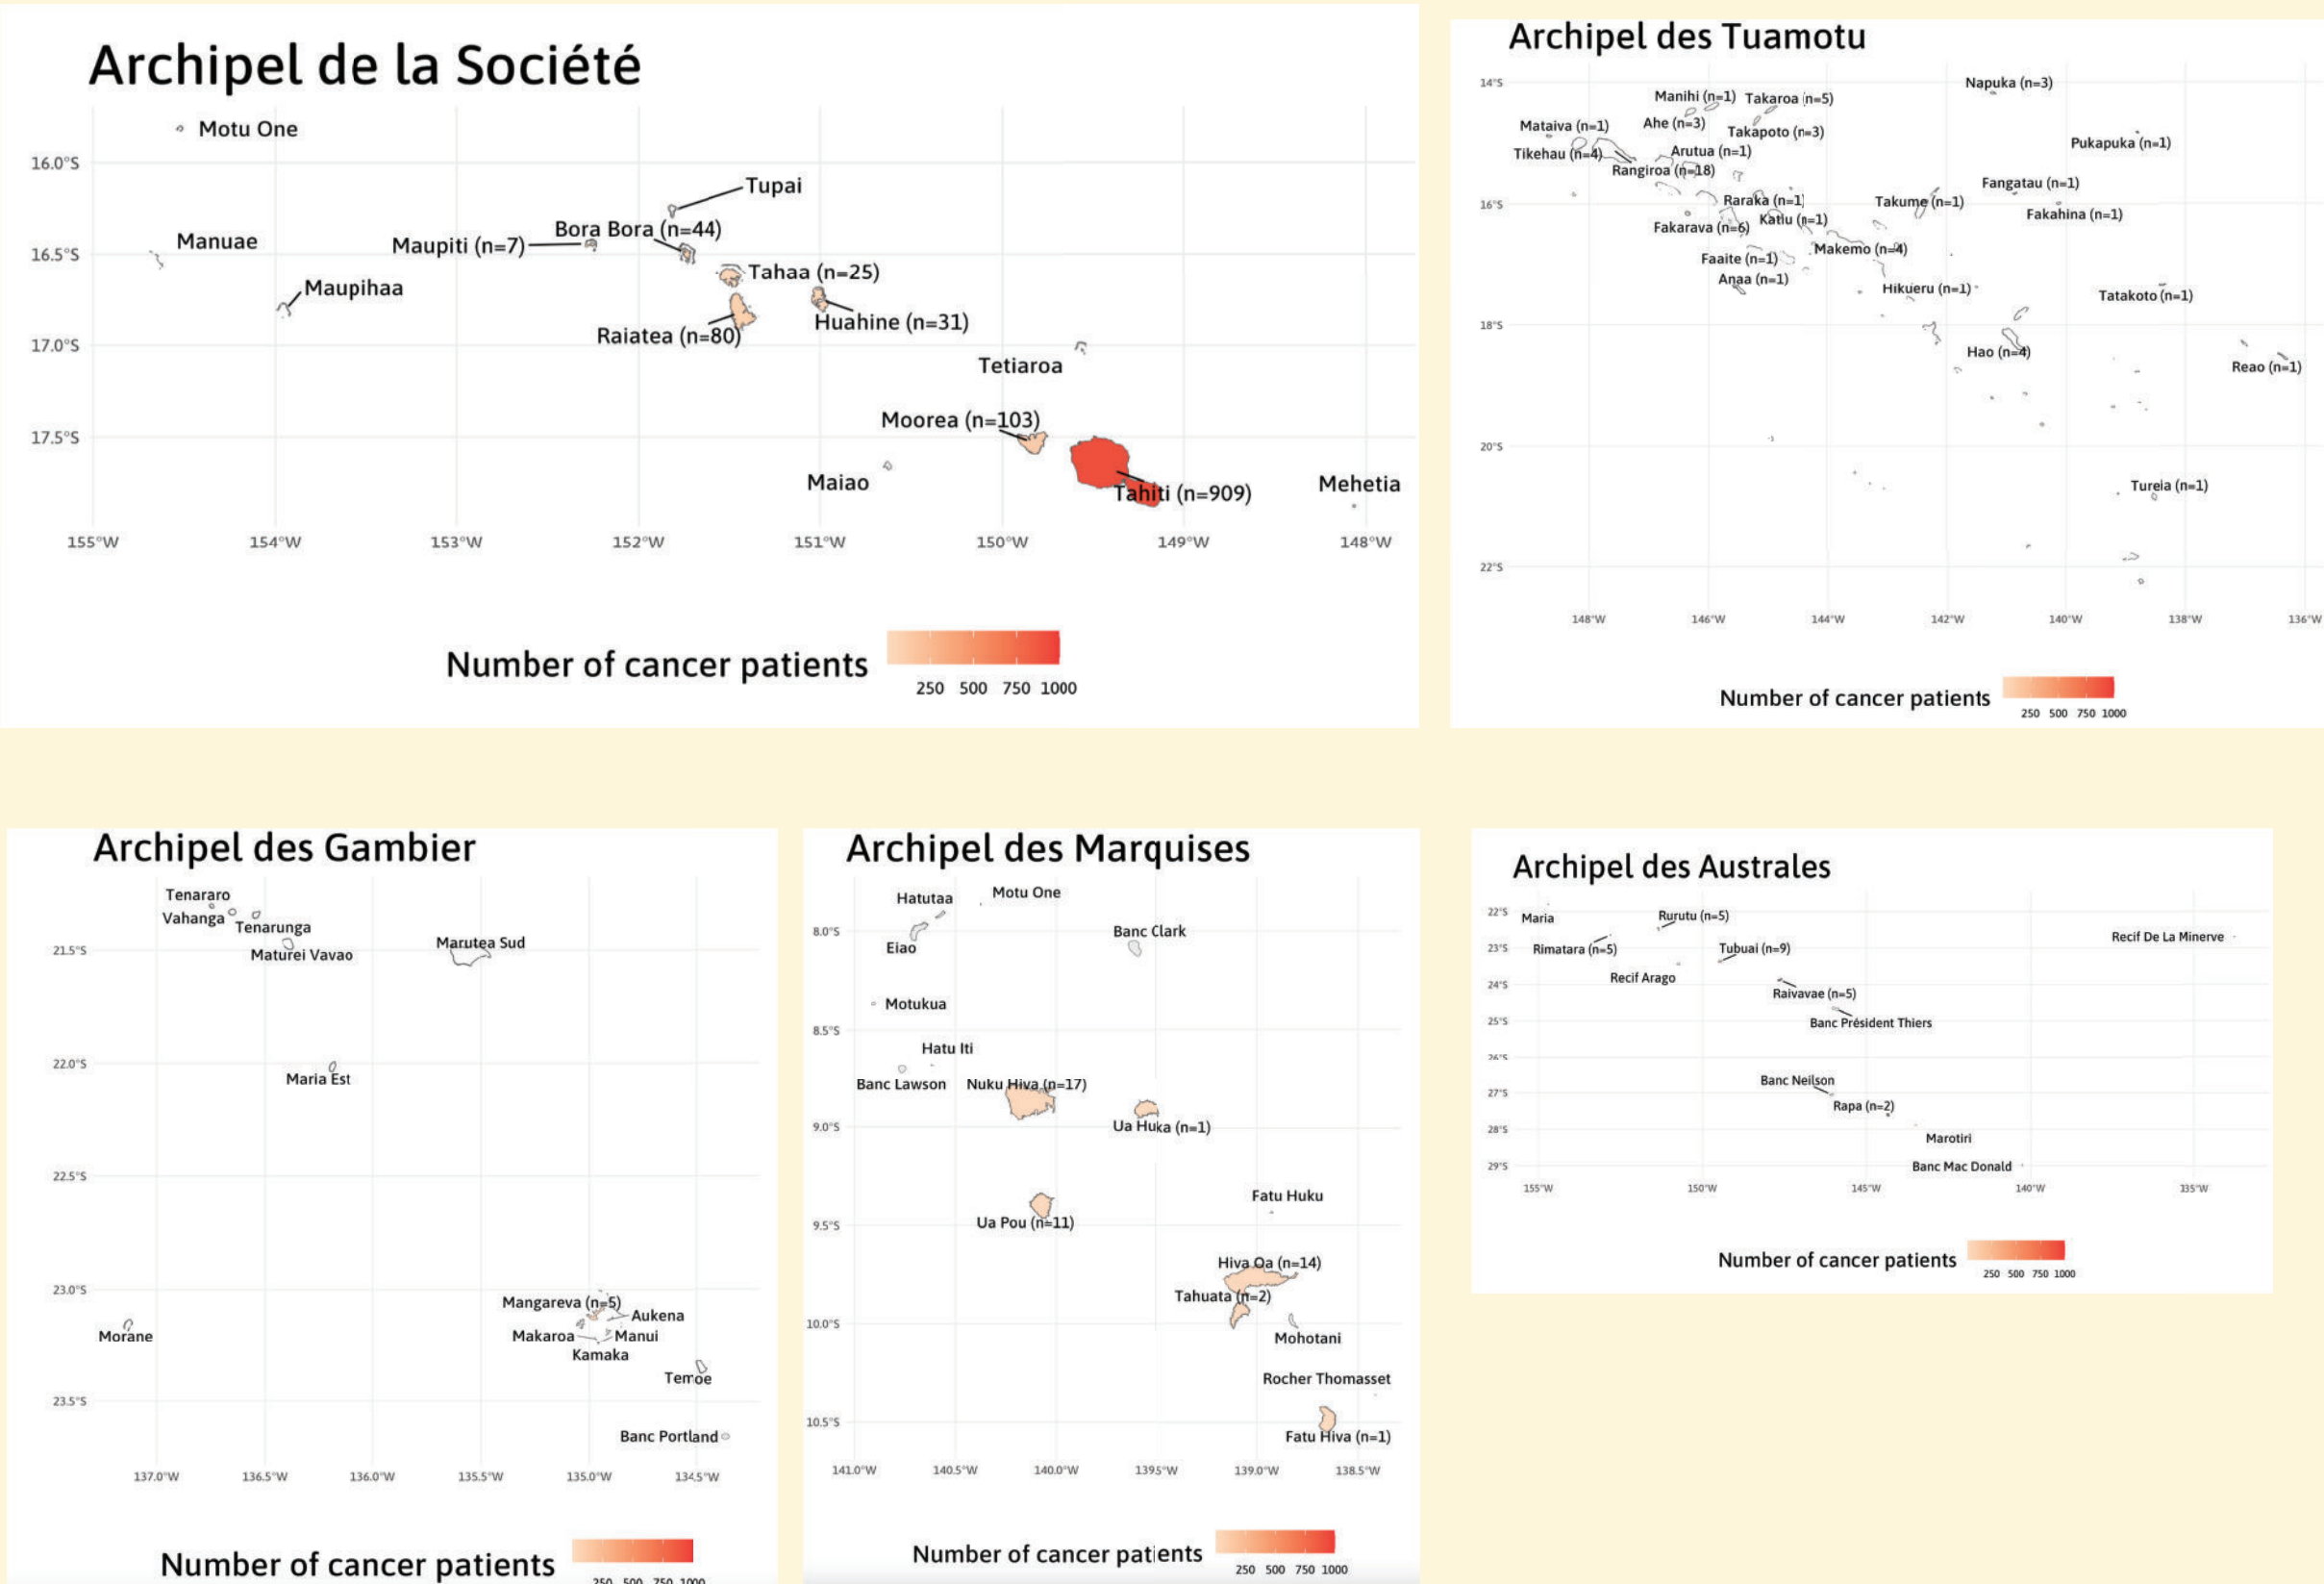 Archipel de la Société
Motu One
16.0°S
Tupai
Bora Bora (n=44)
Manuae
Maupiti (n=7)
16.5°S
Tahaa (n=25)
Maupihaa
Huahine (n=31)
Raiatea (n=80)
17.0°S
Tetiaroa
Moorea (n=103)
17.5°S
Maiao
Mehetia
Tahiti (n=909)
155°W 154°W 153°W 152°W 151°W 150°W 149°W 148°W
Number of cancer patients
250 500 750 1000
Archipel des Tuamotu
14°S
Napuka (n=3)
Manihi (n=1) Takaroa (n=5)
Mataiva (n=1) Ahe (n=3)
Takapoto (n=3)
Pukapuka (n=1)
Tikehau (n=4) Arutua (n=1)
Rangiroa (n=18)
Fangatau (n=1)
16°S
Raraka (n=1) Takume (n=1)
Fakahina (n=1)
Fakarava (n=6) Katiu (n=1)
Makemo (n=4)
Faaite (n=1)
Anaa (n=1)
Hikueru (n=1)
Tatakoto (n=1)
18°S
Hao (n=4)
Reao (n=1)
20°S
Tureia (n=1)
22°S
148°W 146°W 144°W 142°W 140°W 138°W 136°W
Number of cancer patients
250 500 750 1000
Archipel des Gambier
Tenararo
Vahanga
Tenarunga
21.5°S
Marutea Sud
Maturei Vavao
22.0°S
Maria Est
22.5°S
23.0°S
Mangareva (n=5)
Aukena
Morane
Makaroa Manui
Kamaka
Temoe
23.5°S
Banc Portland
137.0°W 136.5°W 136.0°W 135.5°W 135.0°W 134.5°W
Number of cancer patients
250 500 750 1000
Archipel des Marquises
Hatutaa Motu One
8.0°S
Banc Clark
Eiao
Motukua
8.5°S
Hatu Iti
Banc Lawson Nuku Hiva (n=17)
9.0°S
Ua Huka (n=1)
Fatu Huku
9.5°S
Ua Pou (n=11)
Hiva Oa (n=14)
Tahuata (n=2)
10.0°S
Mohotani
Rocher Thomasset
10.5°S
Fatu Hiva (n=1)
141.0°W 140.5°W 140.0°W 139.5°W 139.0°W 138.5°W
Number of cancer patients
250 500 750 1000
Archipel des Australes
22°S
Maria
Rurutu (n=5)
Recif De La Minerve
23°S
Rimatara (n=5)
Tubuai (n=9)
Recif Arago
24°S
Raivavae (n=5)
25°S
Banc Président Thiers
26°S
Banc Neilson
27°S
Rapa (n=2)
28°S
Marotiri
29°S
Banc Mac Donald
155°W 150°W 145°W 140°W 135°W
Number of cancer patients
250 500 750 1000